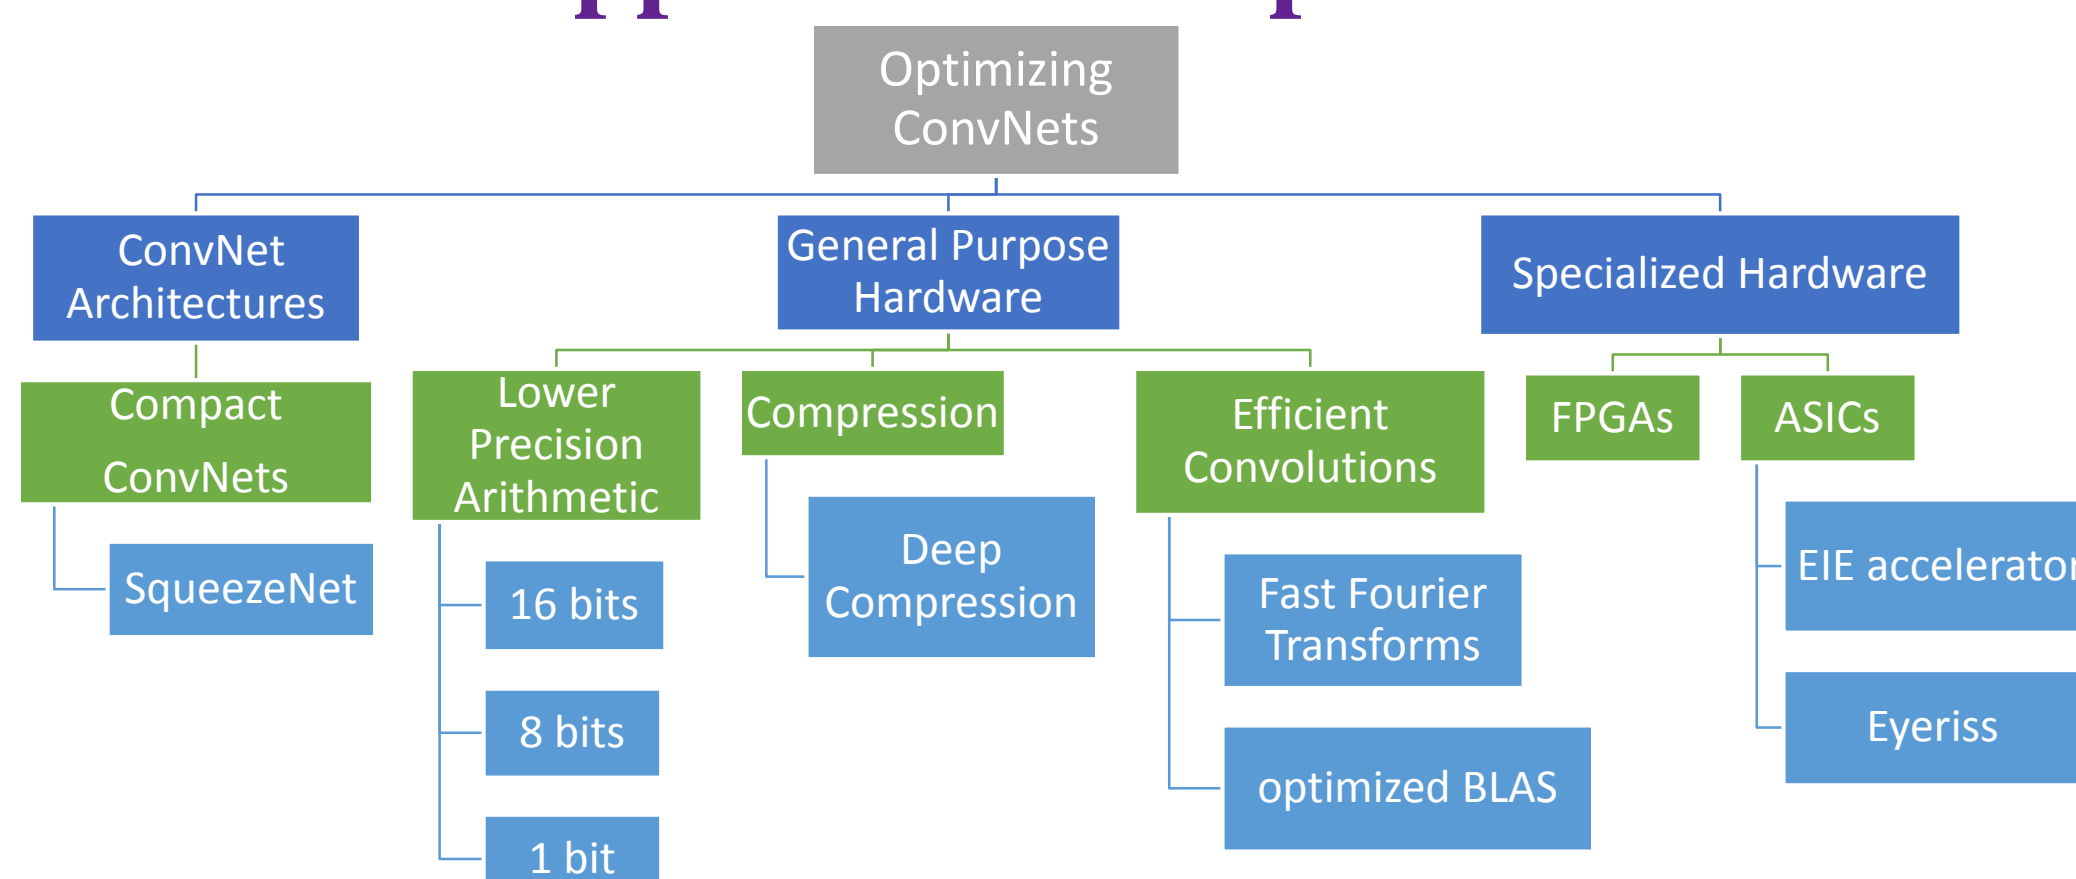 Optimizing
ConvNets
ConvNet
Architectures
General Purpose
Hardware
Specialized Hardware
Compact
ConvNets
Lower
Precision
Arithmetic
Compression
Efficient
Convolutions
FPGAs
ASICs
SqueezeNet
16 bits
8 bits
1 bit
Deep
Compression
Fast Fourier
Transforms
optimized BLAS
EIE accelerator
Eyeriss